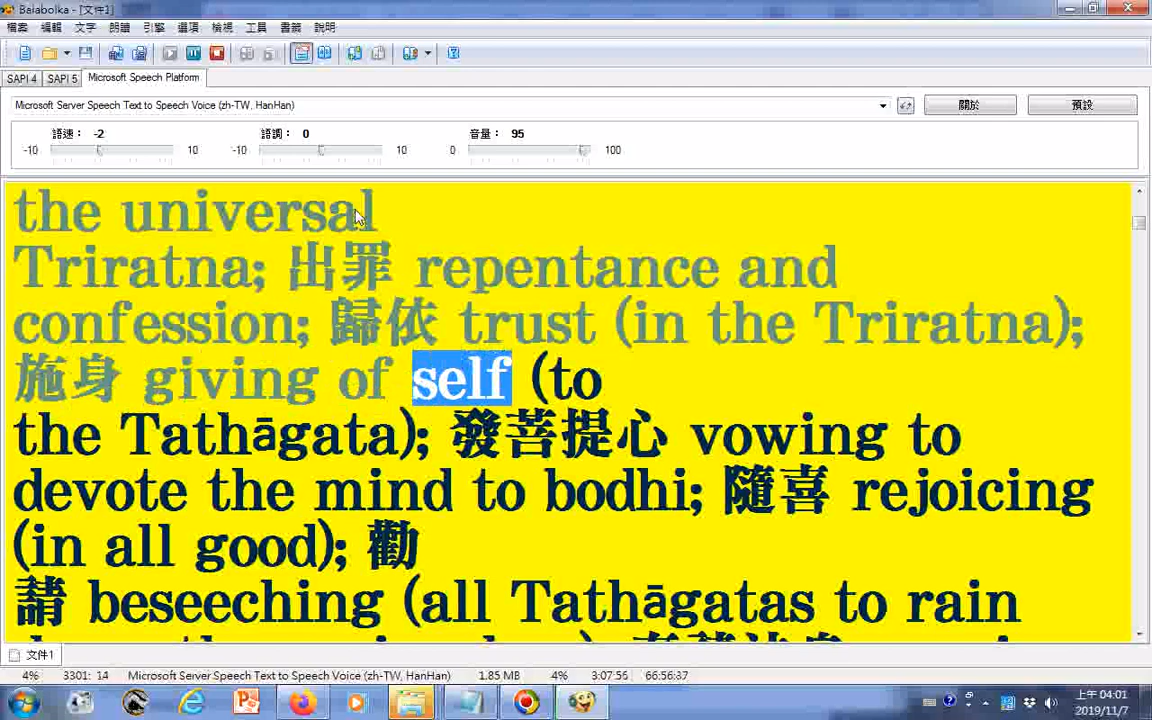 Balabolka - [文件1]
檔案 編輯 文字 朗讀 引擎 選項 檢視 工具 書籤 說明
SAPI 4 SAPI 5 Microsoft Speech Platform
Microsoft Server Speech Text to Speech Voice (zh-TW, HanHan) 關於 預設
語速： -2 語調： 0 音量： 95
-10 10 -10 10 0 100
the universal
Triratna; 出罪 repentance and
confession; 歸依 trust (in the Triratna);
施身 giving of self (to
the Tathāgata); 發菩提心 vowing to
devote the mind to bodhi; 隨喜 rejoicing
(in all good); 勸
請 beseeching (all Tathāgatas to rain
文件1
4% 3301: 14 Microsoft Server Speech Text to Speech Voice (zh-TW, HanHan) 1.85 MB 4% 3:07:56 66:56:37
上午 04:01
2019/11/7